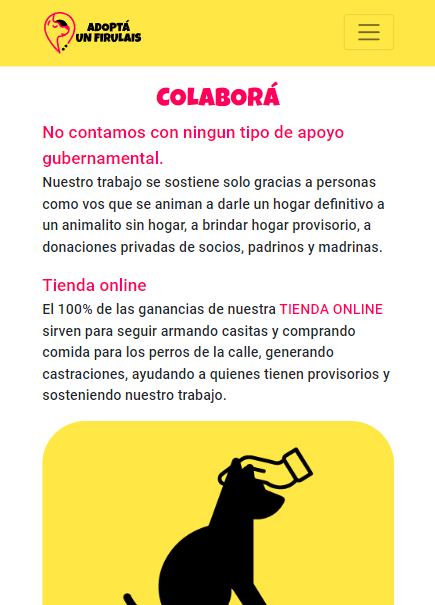 ADOPTÁ
UN FIRULAIS
COLABORÁ
No contamos con ningun tipo de apoyo
gubernamental.
Nuestro trabajo se sostiene solo gracias a personas
como vos que se animan a darle un hogar definitivo a
un animalito sin hogar, a brindar hogar provisorio, a
donaciones privadas de socios, padrinos y madrinas.
Tienda online
El 100% de las ganancias de nuestra TIENDA ONLINE
sirven para seguir armando casitas y comprando
comida para los perros de la calle, generando
castraciones, ayudando a quienes tienen provisorios y
sosteniendo nuestro trabajo.